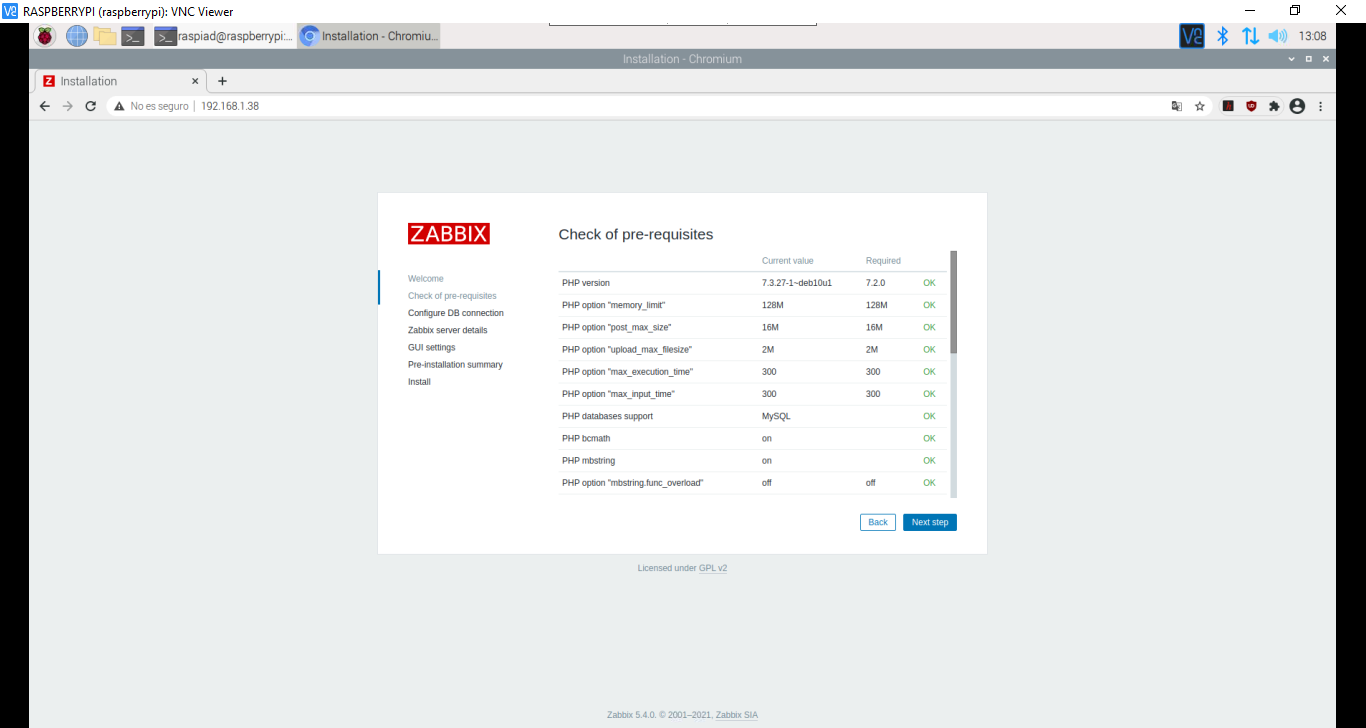 RASPBERRYPI (raspberrypi): VNC Viewer
raspiad@raspberrypi:... Installation - Chromiu... 13:08
Installation - Chromium
Installation
No es seguro | 192.168.1.38
ZABBIX
Welcome
Check of pre-requisites
Configure DB connection
Zabbix server details
GUI settings
Pre-installation summary
Install
Check of pre-requisites
Current value Required
PHP version 7.3.27-1~deb10u1 7.2.0 OK
PHP option "memory_limit" 128M 128M OK
PHP option "post_max_size" 16M 16M OK
PHP option "upload_max_filesize" 2M 2M OK
PHP option "max_execution_time" 300 300 OK
PHP option "max_input_time" 300 300 OK
PHP databases support MySQL OK
PHP bcmath on OK
PHP mbstring on OK
PHP option "mbstring.func_overload" off off OK
Back Next step
Licensed under GPL v2
Zabbix 5.4.0. © 2001–2021, Zabbix SIA